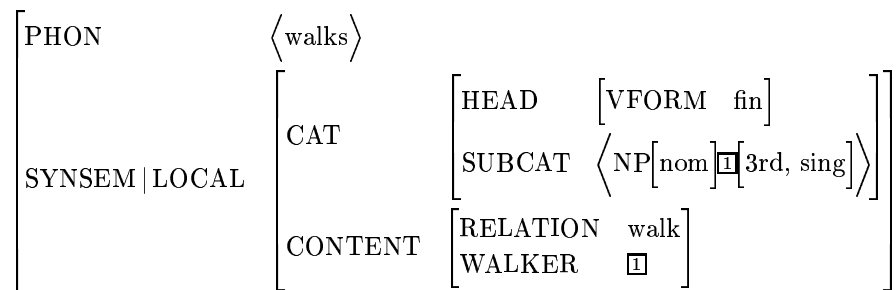 PHON ⟨walks⟩
HEAD [VFORM fin]
CAT
SUBCAT ⟨NP[nom]1[3rd, sing]⟩
SYNSEM|LOCAL
RELATION walk
CONTENT
WALKER 1